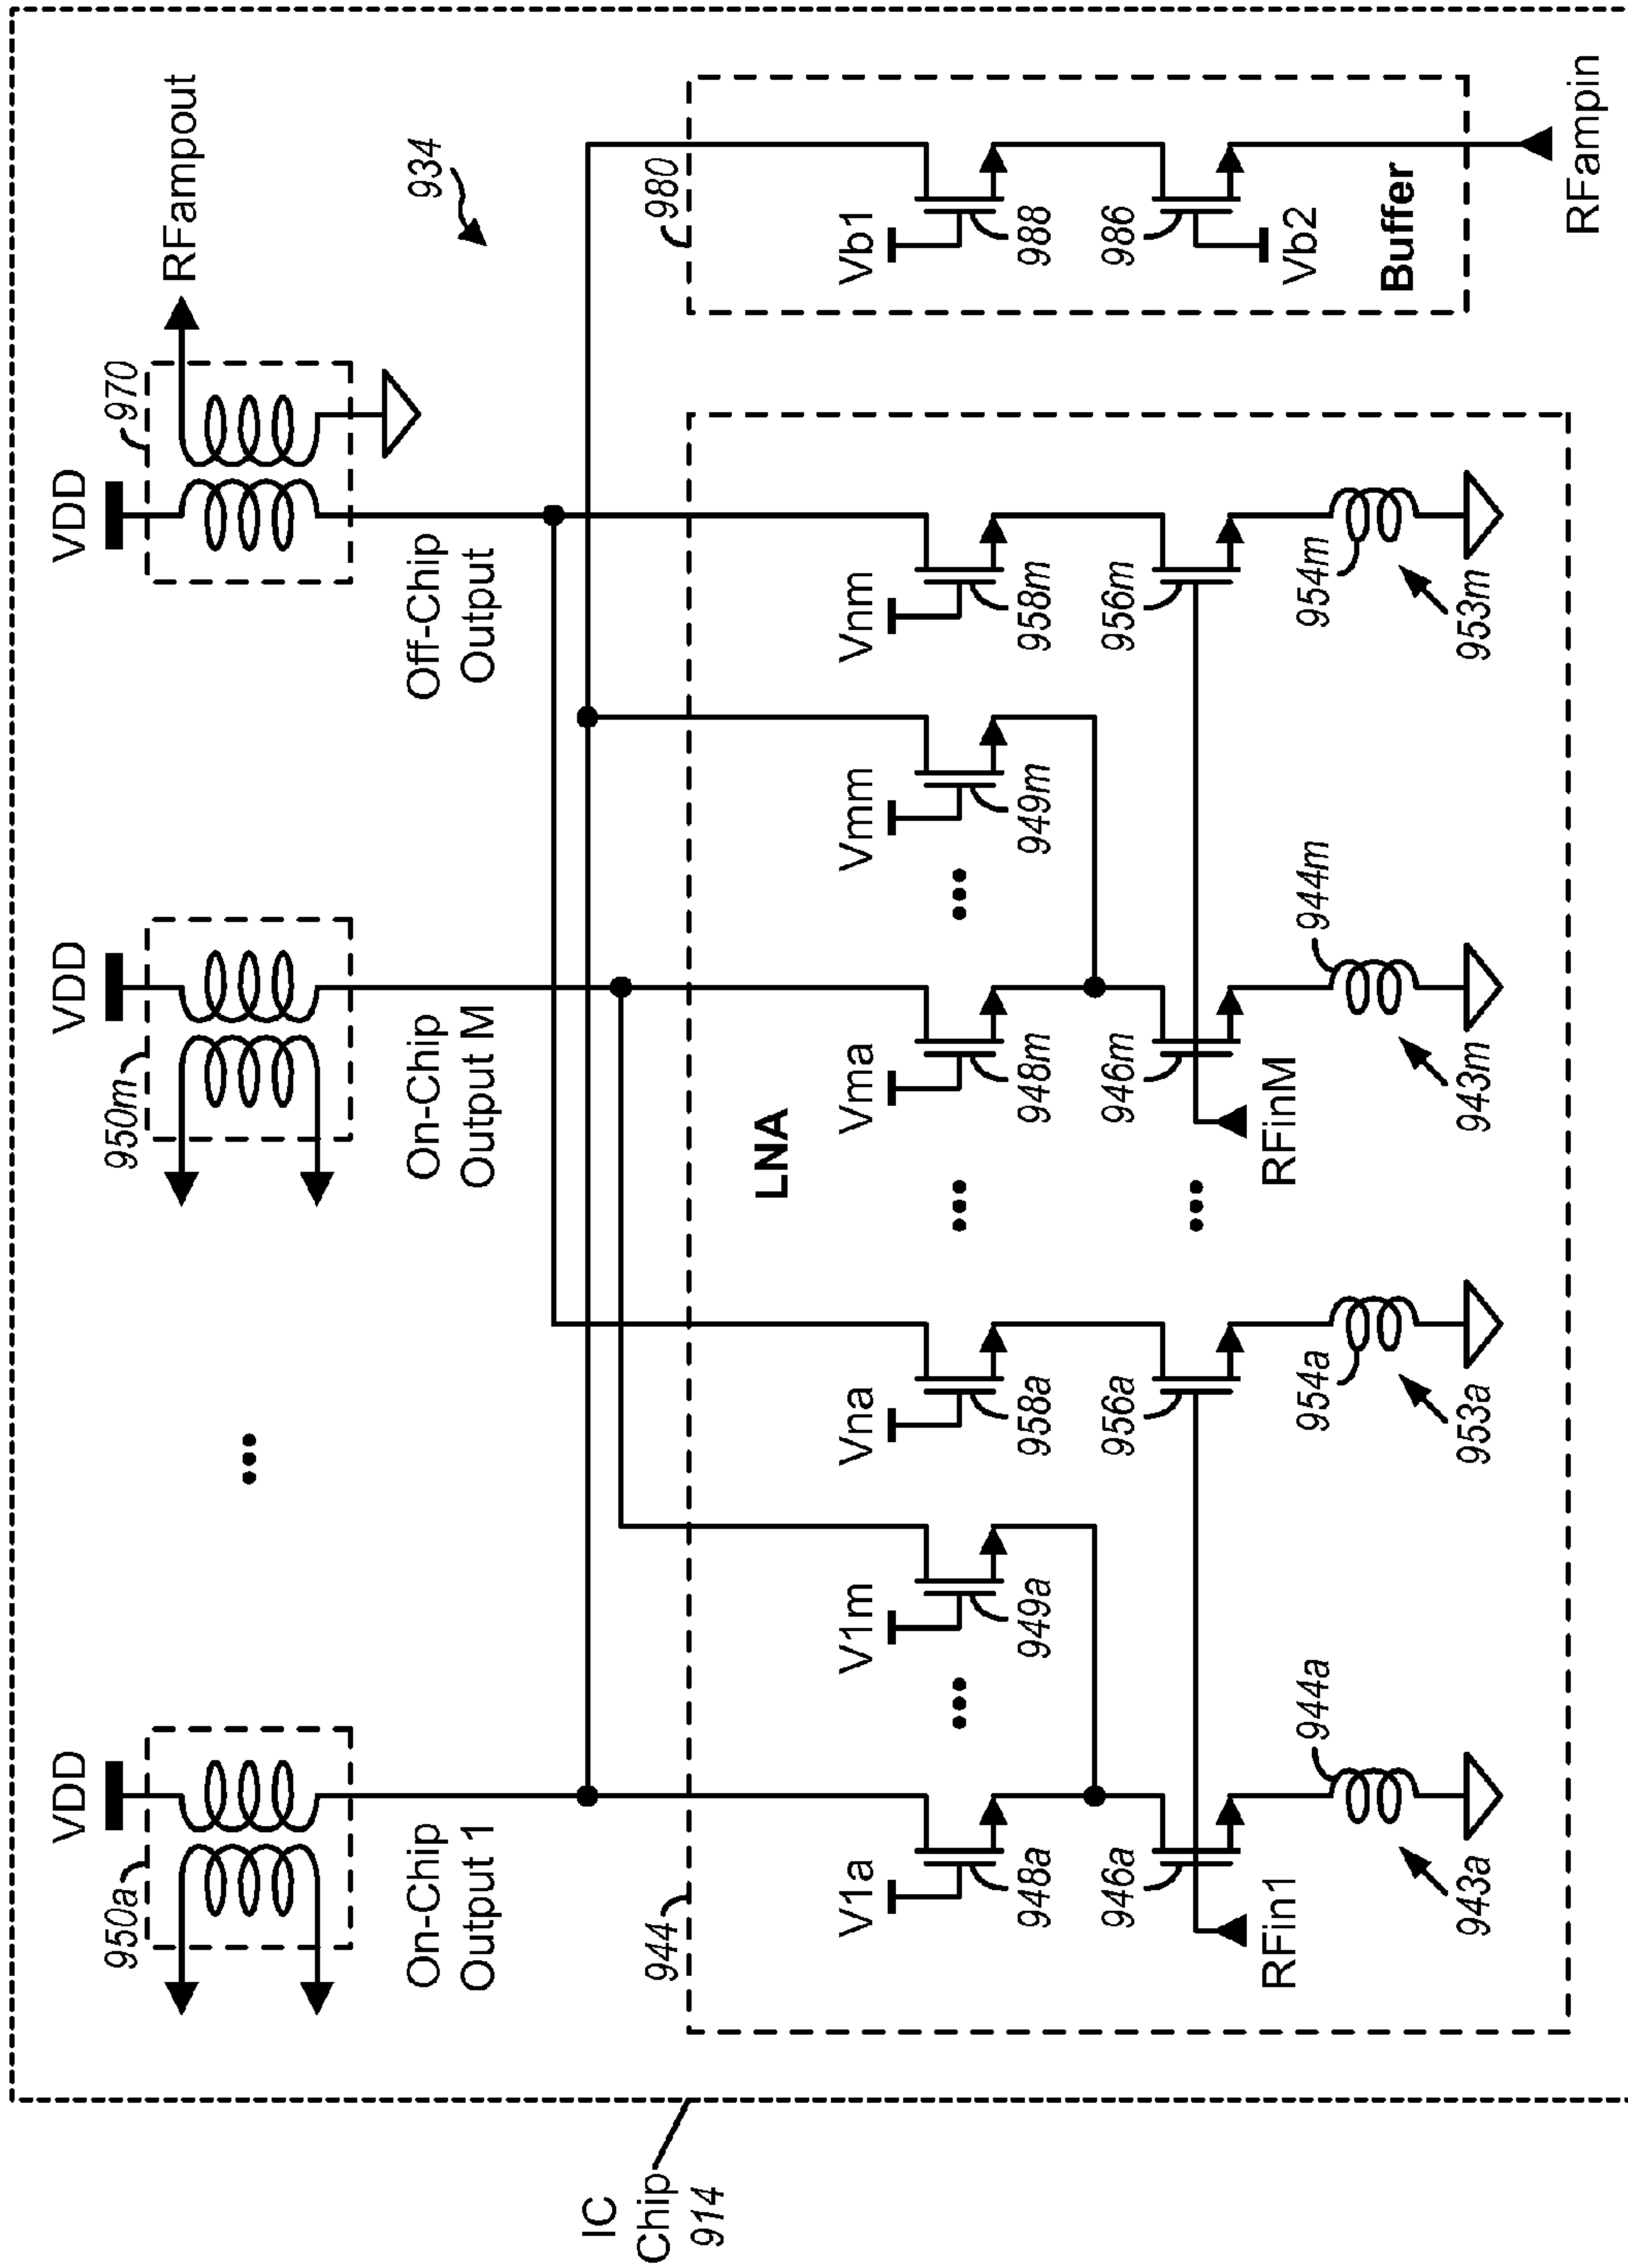 VDD
950a
On-Chip
Output 1
...
VDD
950m
On-Chip
Output M
VDD
970
RFampout
Off-Chip
Output
934
944
LNA
V1a
948a
...
V1m
949a
Vna
958a
...
Vma
948m
...
Vmm
949m
Vnm
958m
980
Vb1
988
RFin1
946a
956a
...
RFinM
946m
956m
986
Vb2
Buffer
944a
943a
954a
953a
944m
943m
954m
953m
RFampin
IC
Chip
914